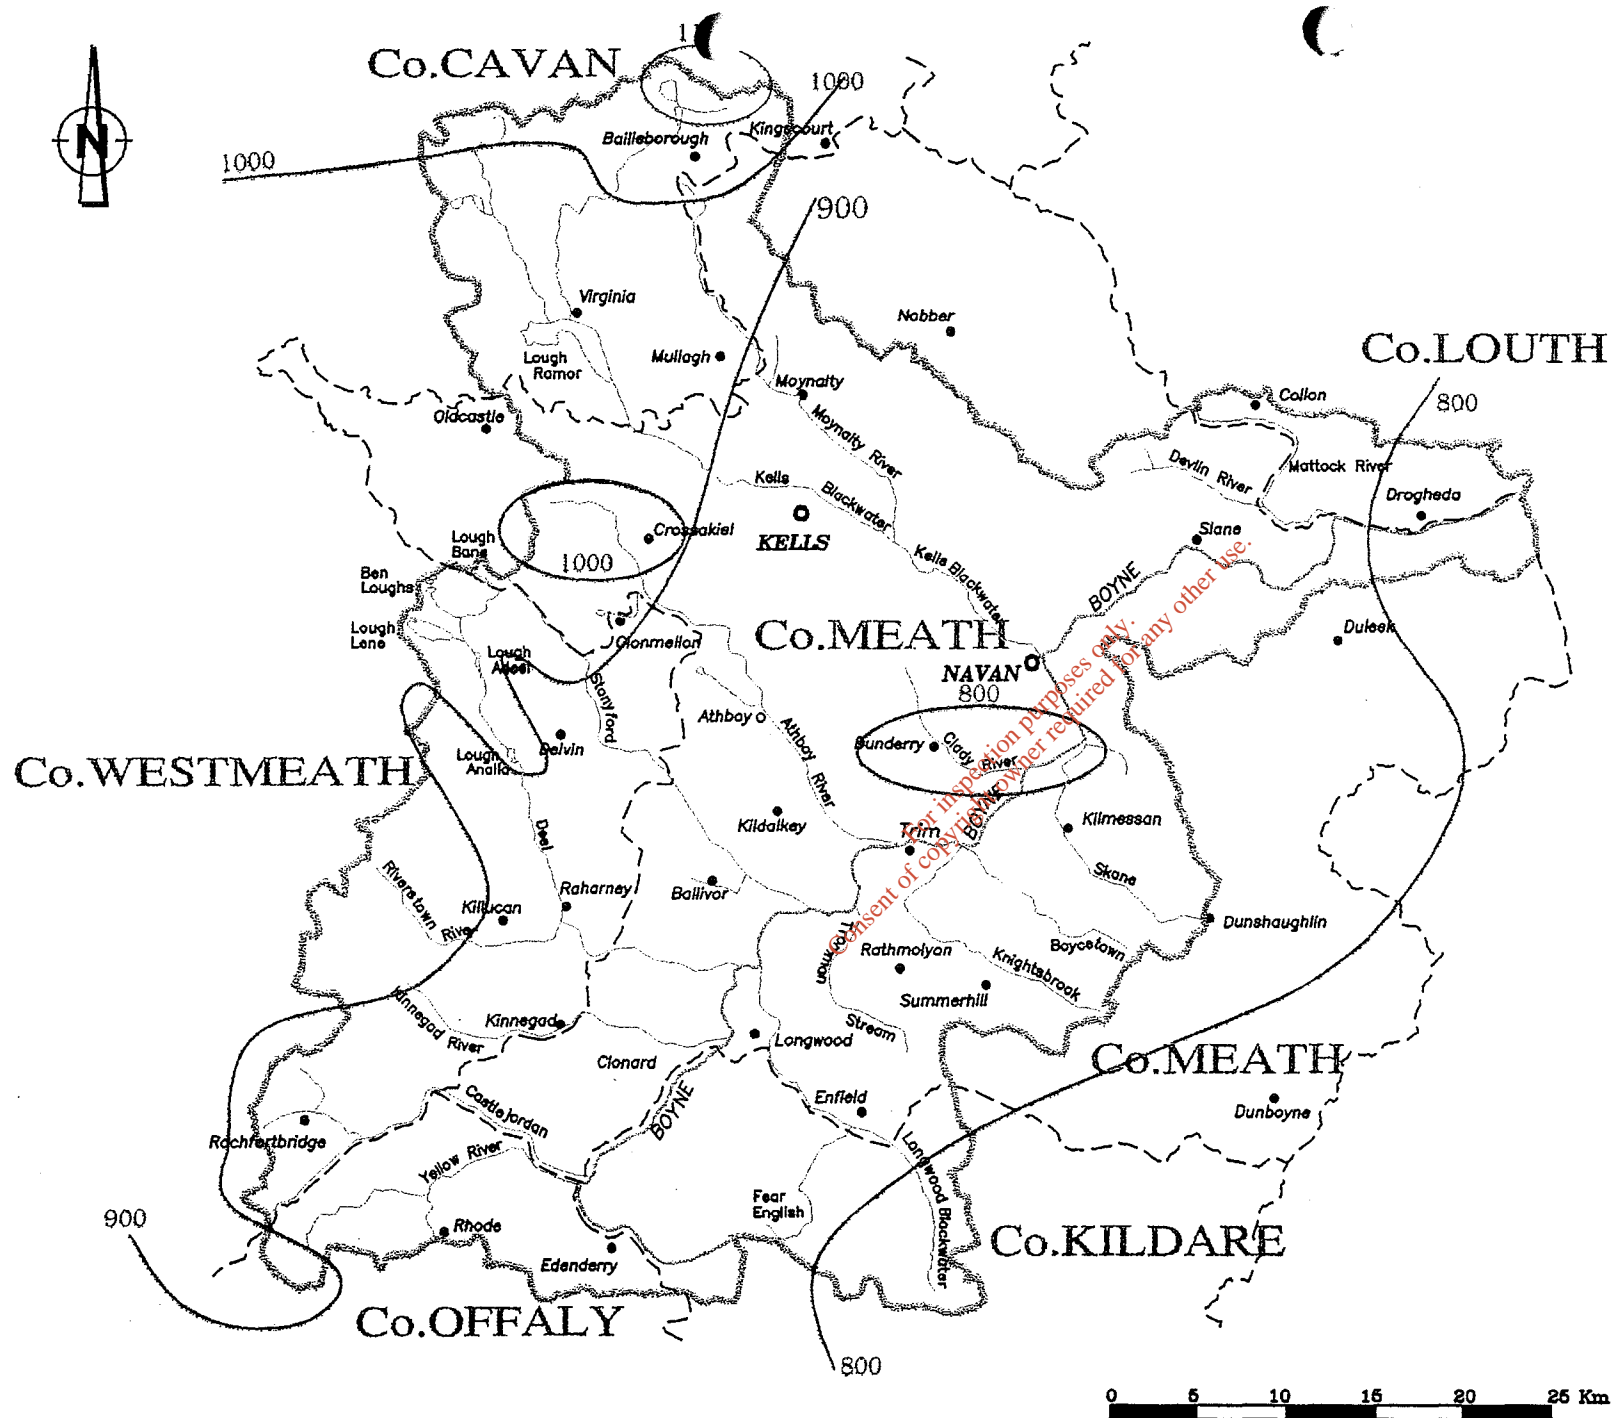 Co.CAVAN
1000
N
Bailieborough
Kingscourt
1000
900
Virginia
Nobber
Co.LOUTH
Lough
Ramor
Mullagh
Moynalty
Collon
800
Oldcastle
Moynalty River
Devlin River
Mattock River
Kells
Blackwater
Drogheda
Lough
Bane
Crossakiel
KELLS
Slane
1000
Ben
Loughs
Kells Blackwater
BOYNE
Lough
Lene
Clonmellon
Co.MEATH
Duleek
Lough
NAVAN
800
Stonyford
Athboy
Athboy River
Dunderry
Clady
River
Delvin
Lough
Co.WESTMEATH
BOYNE
Kildalkey
Trim
Kilmessan
Deel
Skane
Riverstown
River
Raharney
Ballivor
Killucan
Dunshaughlin
Boycetown
Rathmolyon
Knightsbrook
Summerhill
Stream
Kinnegad
Kinnegad River
Longwood
Clonard
Co.MEATH
Enfield
Dunboyne
Castlejordan
BOYNE
Rochfortbridge
Yellow River
Longwood Blackwater
Fear
English
900
Rhode
Co.KILDARE
Edenderry
Co.OFFALY
800
0 5 10 15 20 25 Km
For inspection purposes only.
Consent of copyright owner required for any other use.